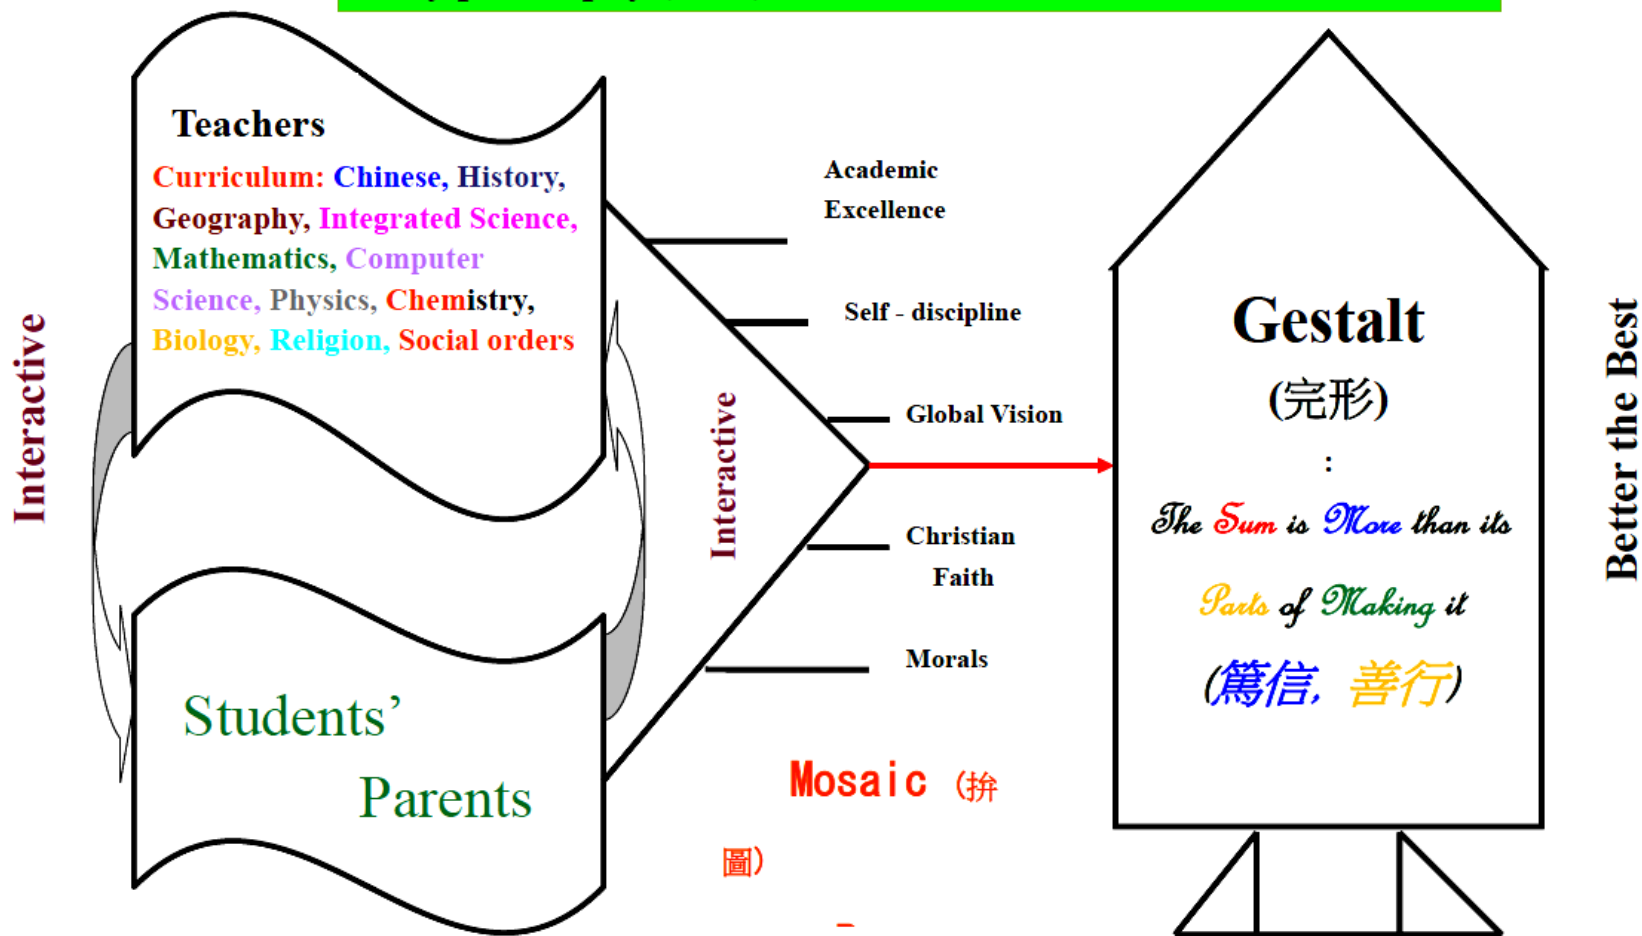 Interactive
Teachers
Curriculum: Chinese, History,
Geography, Integrated Science,
Mathematics, Computer
Science, Physics, Chemistry,
Biology, Religion, Social orders
Students’
Parents
Interactive
Academic
Excellence
Self - discipline
Global Vision
Christian
Faith
Morals
Mosaic (拚
圖)
Gestalt
(完形)
:
The Sum is More than its
Parts of Making it
(篤信, 善行)
Better the Best